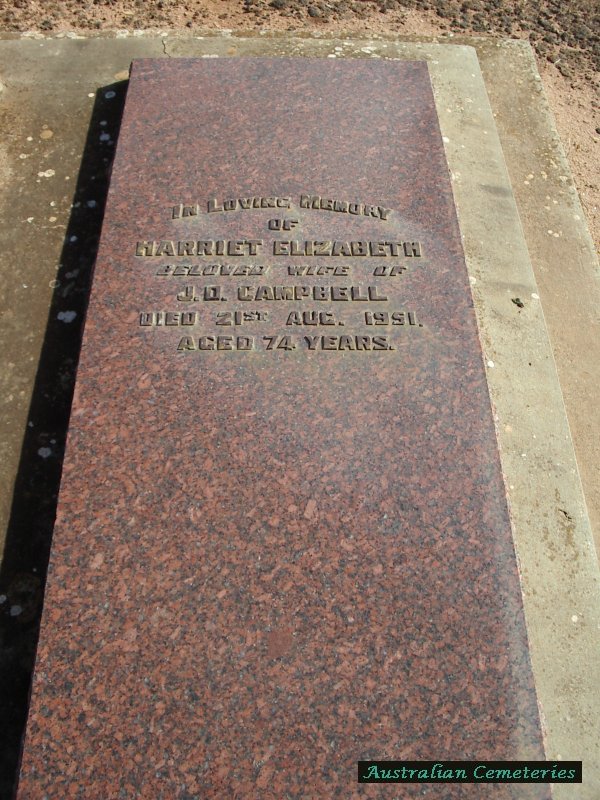 In Loving Memory
OF
HARRIET ELIZABETH
BELOVED WIFE OF
J.D. CAMPBELL
DIED 21ST AUG. 1951.
AGED 74 YEARS.
Australian Cemeteries